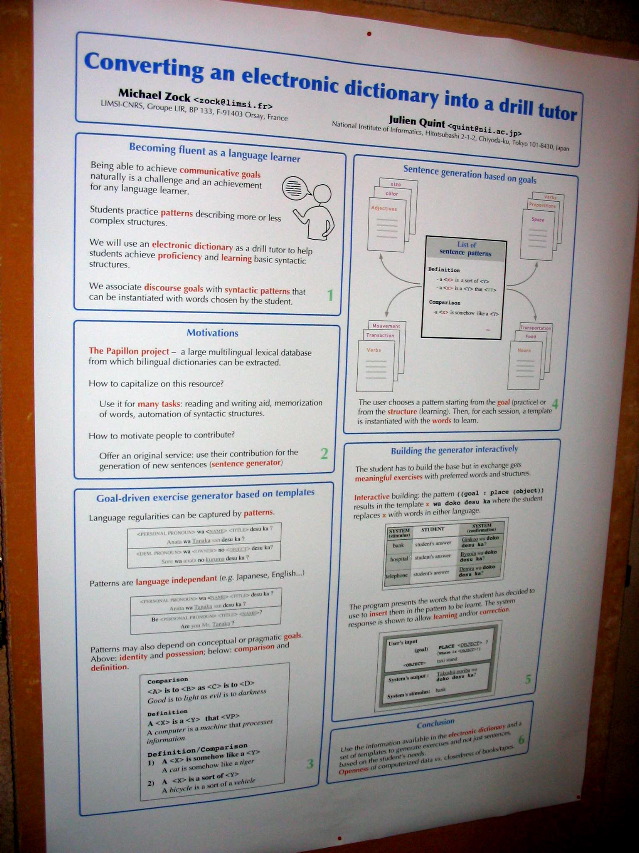 Converting an electronic dictionary into a drill tutor
Michael Zock <zock@limsi.fr>
LIMSI-CNRS, Groupe LIR, BP 133, F-91403 Orsay, France
Julien Quint <quint@nii.ac.jp>
National Institute of Informatics, Hitotsubashi 2-1-2, Chiyoda-ku, Tokyo 101-8430, Japan
Becoming fluent as a language learner
Being able to achieve communicative goals
naturally is a challenge and an achievement
for any language learner.
Students practice patterns describing more or less
complex structures.
We will use an electronic dictionary as a drill tutor to help
students achieve proficiency and learning basic syntactic
structures.
We associate discourse goals with syntactic patterns that
can be instantiated with words chosen by the student.
1
Motivations
The Papillon project – a large multilingual lexical database
from which bilingual dictionaries can be extracted.
How to capitalize on this resource?
Use it for many tasks: reading and writing aid, memorization
of words, automation of syntactic structures.
How to motivate people to contribute?
Offer an original service: use their contribution for the
generation of new sentences (sentence generator)
2
Goal-driven exercise generator based on templates
Language regularities can be captured by patterns.
<PERSONAL PRONOUN> wa <NAME> <TITLE> desu ka ?
Anata wa Tanaka san desu ka ?
<DEM. PRONOUN> wa <OWNER> no <OBJECT> desu ka?
Sore wa anata no kuruma desu ka ?
Patterns are language independant (e.g. Japanese, English...)
<PERSONAL PRONOUN> wa <NAME> <TITLE> desu ka ?
Anata wa Tanaka san desu ka ?
Be <PERSONAL PRONOUN> <TITLE> <NAME>?
Are you Mr. Tanaka ?
Patterns may also depend on conceptual or pragmatic goals.
Above: identity and possession; below: comparison and
definition.
Comparison
<A> is to <B> as <C> is to <D>
Good is to light as evil is to darkness
Definition
A <X> is a <Y> that <VP>
A computer is a machine that processes
information
Definition/Comparison
1) A <X> is somehow like a <Y>
A cat is somehow like a tiger
2) A <X> is a sort of <Y>
A bicycle is a sort of a vehicle
3
Sentence generation based on goals
size
color
Adjectives
Verbs
Prepositions
Space
List of
sentence patterns
Definition
-a <X> is a sort of <Y>
-a <X> is a <Y> that <VP>
Comparison
-a <X> is somehow like a <Y>
...
Mouvement
Transaction
Verbs
Transportation
Food
Nouns
The user chooses a pattern starting from the goal (practice) or
from the structure (learning). Then, for each session, a template
is instantiated with the words to learn.
4
Building the generator interactively
The student has to build the base but in exchange gets
meaningful exercises with preferred words and structures.
Interactive building: the pattern ((goal : place (object))
results in the template x wa doko desu ka where the student
replaces x with words in either language.
SYSTEM (stimulus) STUDENT SYSTEM (confirmation)
bank student's answer Ginkoo wa doko desu ka?
hospital student's answer Byooin wa doko desu ka?
telephone student's answer Denwa wa doko desu ka?
The program presents the words that the student has decided to
use to insert them in the pattern to be learnt. The system
response is shown to allow learning and/or correction.
User's input
(goal) PLACE <OBJECT> ?
<OBJECT> taxi stand
System's output : Takushii noriba wa
doko desu ka?
System's stimulus: bank
5
Conclusion
Use the information available in the electronic dictionary and a
set of templates to generate exercises and not just sentences,
based on the student's needs.
Openness of computerized data vs. closedness of books/tapes.
6